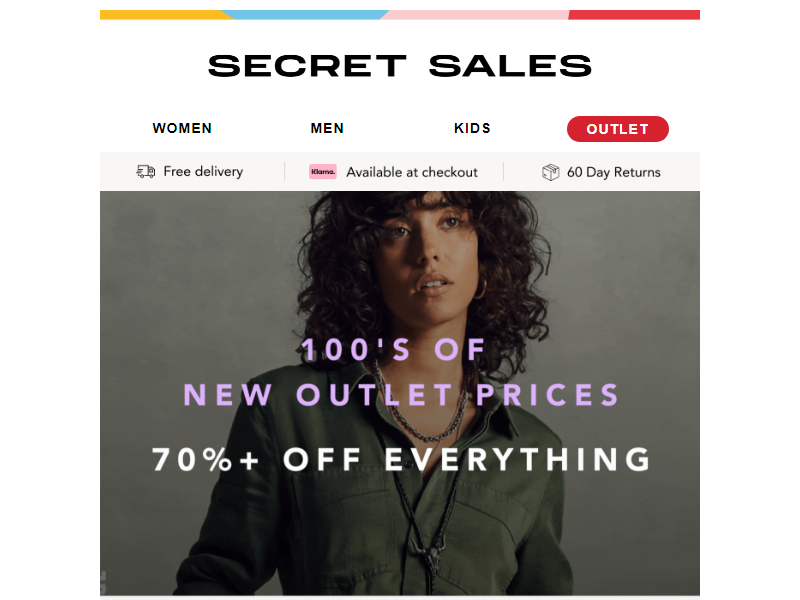 SECRET SALES
WOMEN MEN KIDS OUTLET
Free delivery Klarna. Available at checkout 60 Day Returns
100'S OF
NEW OUTLET PRICES
70%+ OFF EVERYTHING